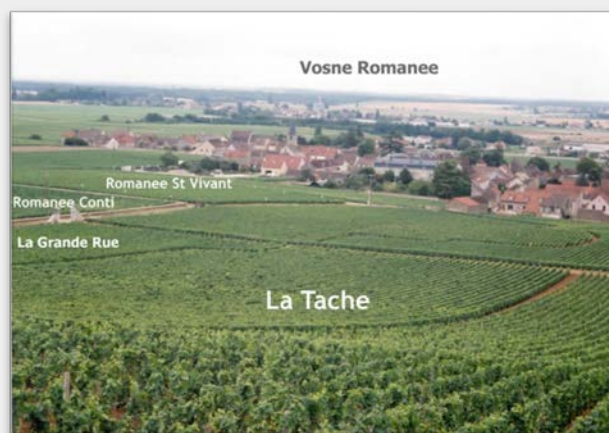 Vosne Romanee
Romanee St Vivant
Romanee Conti
La Grande Rue
La Tache